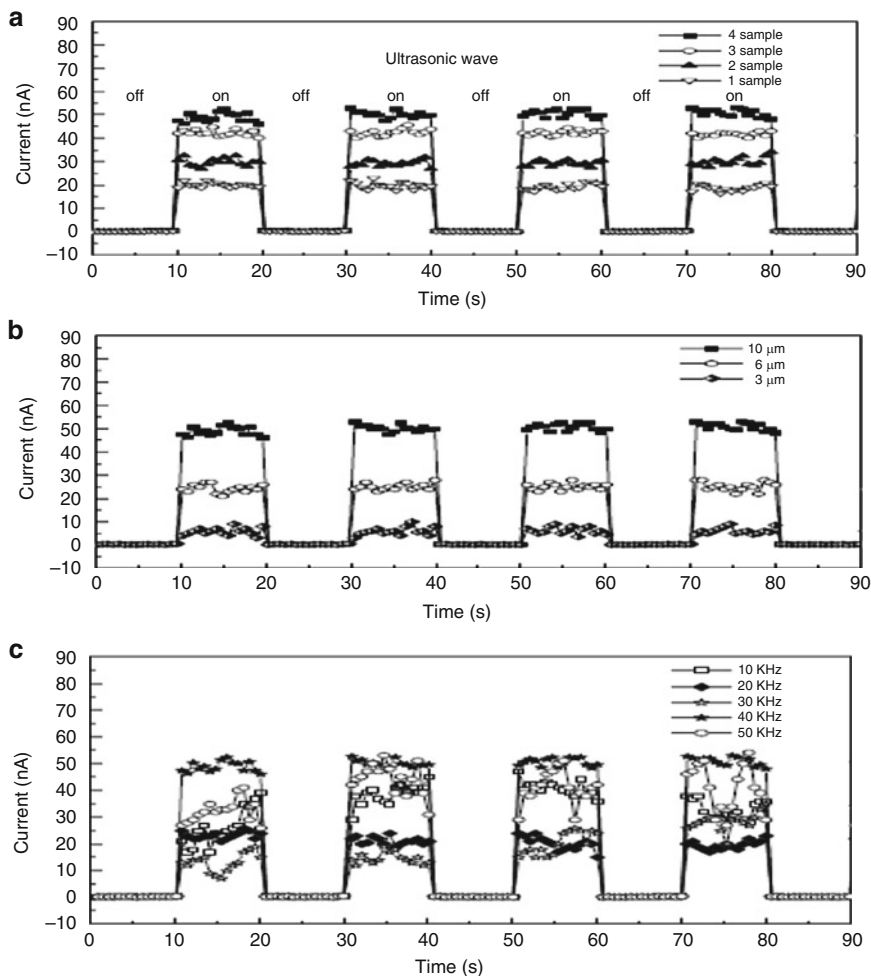 a
90
80
70
60
50
40
30
20
10
0
–10
Current (nA)
Ultrasonic wave
off on off on off on off on
4 sample
3 sample
2 sample
1 sample
0 10 20 30 40 50 60 70 80 90
Time (s)
b
90
80
70
60
50
40
30
20
10
0
–10
Current (nA)
10 μm
6 μm
3 μm
0 10 20 30 40 50 60 70 80 90
Time (s)
c
90
80
70
60
50
40
30
20
10
0
–10
Current (nA)
10 KHz
20 KHz
30 KHz
40 KHz
50 KHz
0 10 20 30 40 50 60 70 80 90
Time (s)